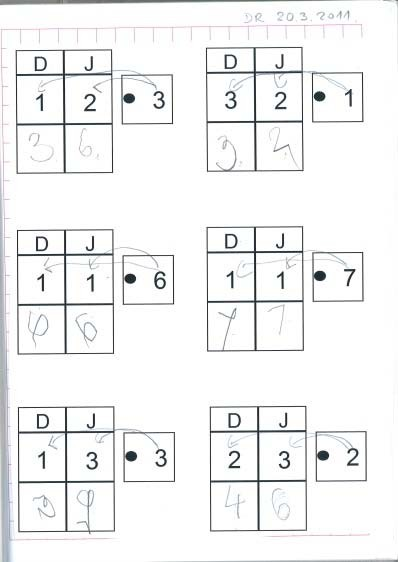 DR 20.3.2011.
D J
1 2 • 3
3. 6.
D J
3 2 • 1
3. 2.
D J
1 1 • 6
6 6
D J
1 1 • 7
7 7
D J
1 3 • 3
9
D J
2 3 • 2
4 6